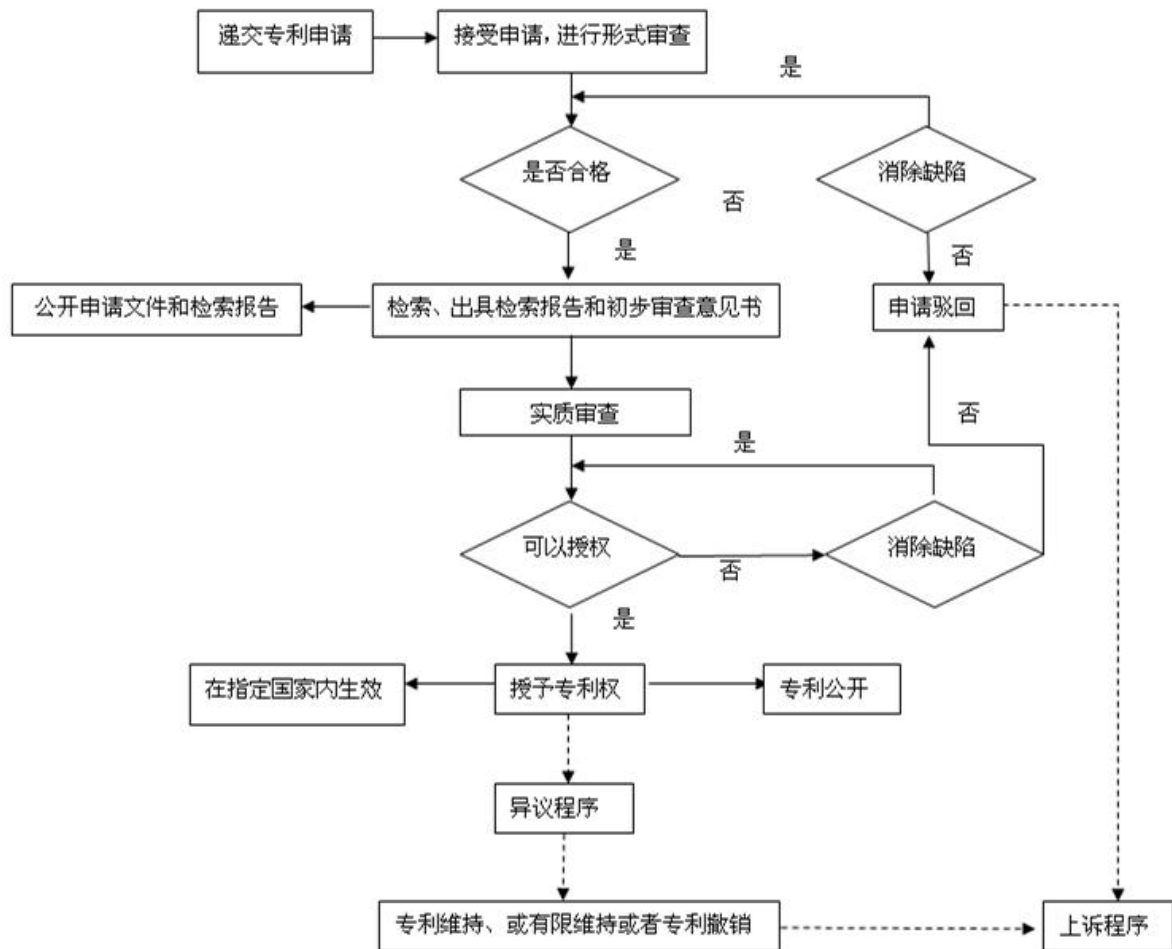 递交专利申请
接受申请，进行形式审查
是
是否合格
消除缺陷
否
是
否
公开申请文件和检索报告
检索、出具检索报告和初步审查意见书
申请驳回
实质审查
否
是
可以授权
否
消除缺陷
是
在指定国家内生效
授予专利权
专利公开
异议程序
专利维持、或有限维持或者专利撤销
上诉程序